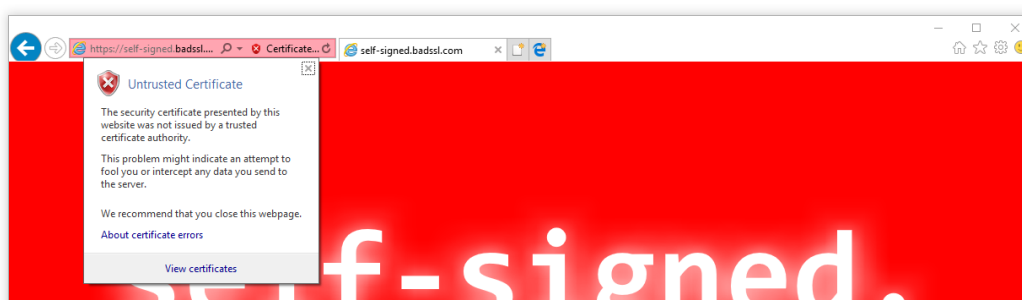 https://self-signed.badssl.... Certificate... self-signed.badssl.com
Untrusted Certificate
The security certificate presented by this
website was not issued by a trusted
certificate authority.
This problem might indicate an attempt to
fool you or intercept any data you send to
the server.
We recommend that you close this webpage.
About certificate errors
View certificates
self-signed.